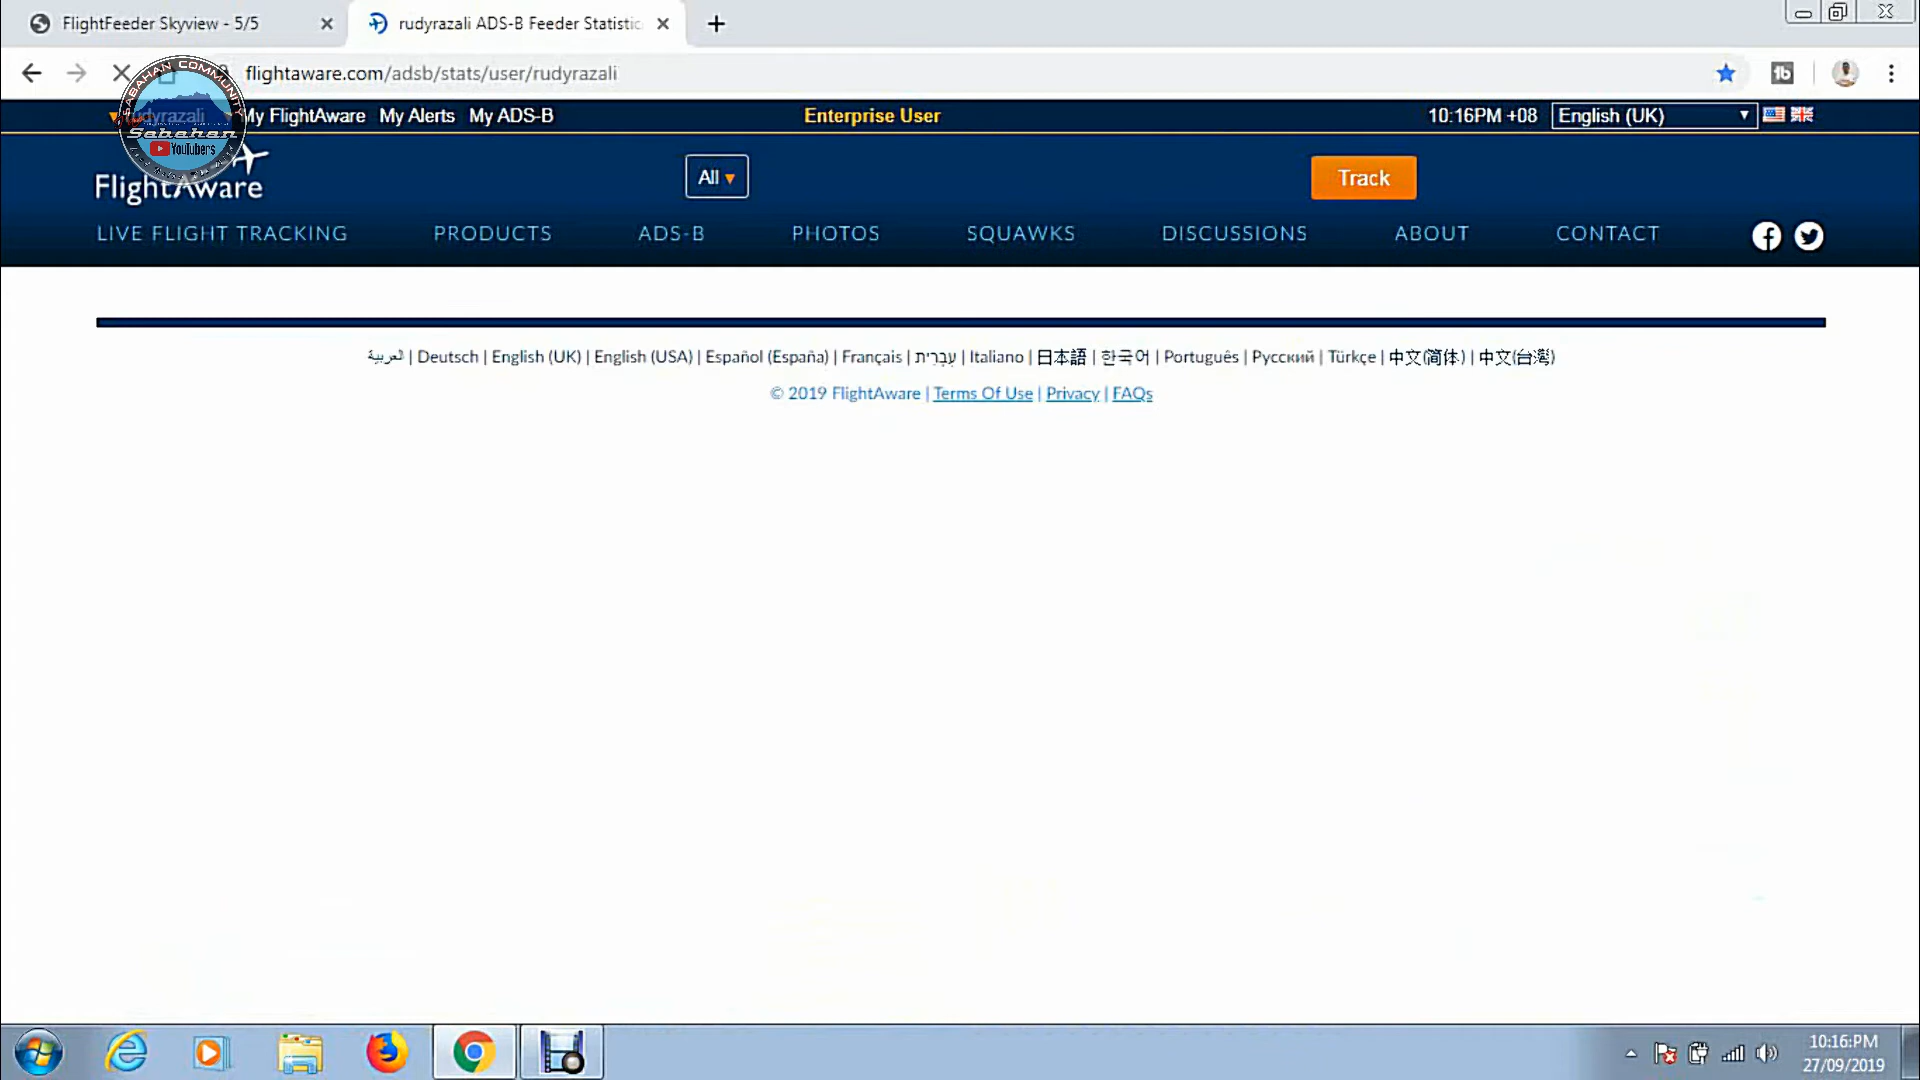 FlightFeeder Skyview - 5/5
rudyrazali ADS-B Feeder Statistic
flightaware.com/adsb/stats/user/rudyrazali
rudyrazali My FlightAware My Alerts My ADS-B Enterprise User 10:16PM +08 English (UK)
SABAHAN COMMUNITY
Sabahan
YouTubers
FlightAware
All ▾ Track
LIVE FLIGHT TRACKING PRODUCTS ADS-B PHOTOS SQUAWKS DISCUSSIONS ABOUT CONTACT
العربية | Deutsch | English (UK) | English (USA) | Español (España) | Français | עִבְרִית | Italiano | 日本語 | 한국어 | Português | Русский | Türkçe | 中文(简体) | 中文(台灣)
© 2019 FlightAware | Terms Of Use | Privacy | FAQs
10:16:PM
27/09/2019